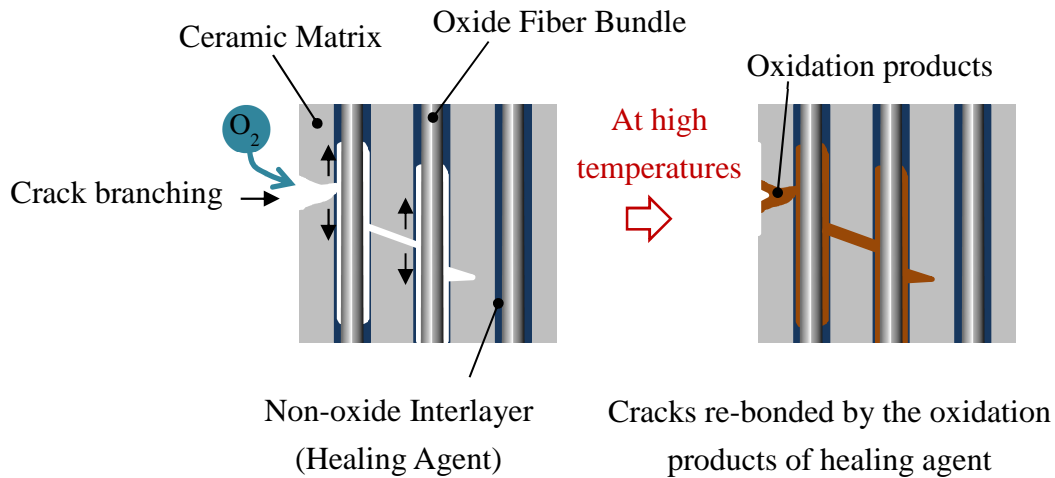 Oxide Fiber Bundle
Ceramic Matrix
Oxidation products
O2
At high
temperatures
Crack branching
Non-oxide Interlayer
(Healing Agent)
Cracks re-bonded by the oxidation
products of healing agent